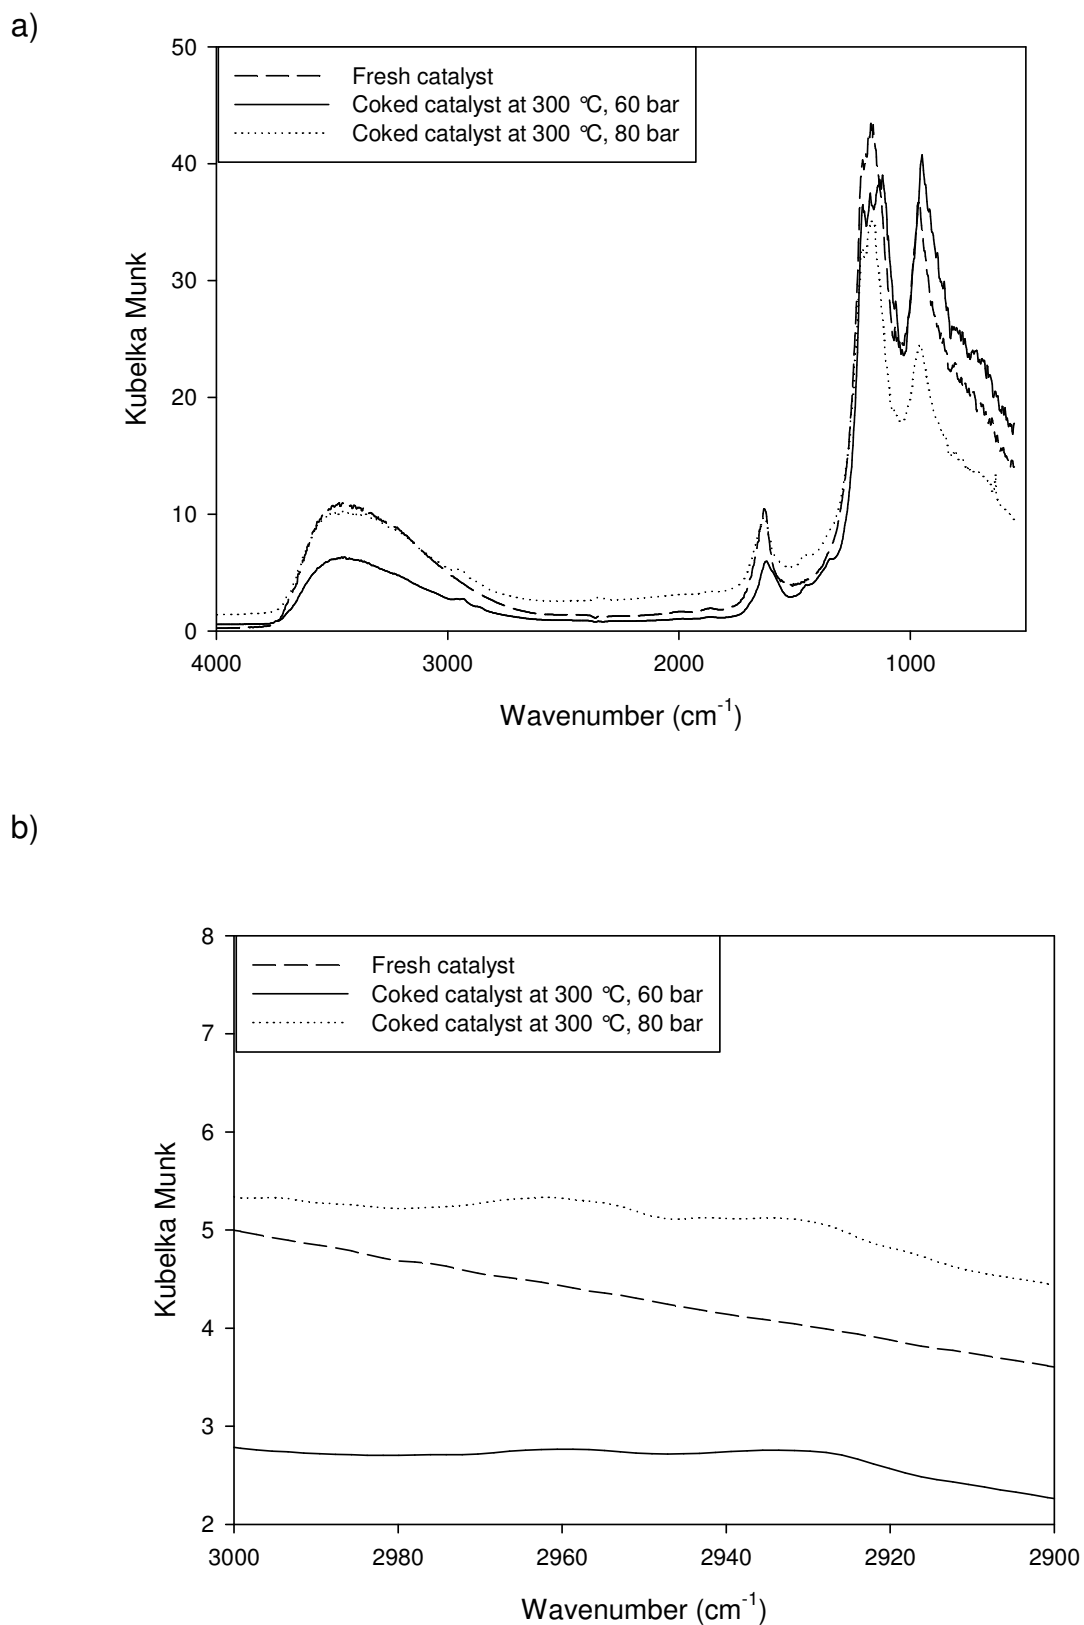 a)
50
40
30
20
10
0
Kubelka Munk
Fresh catalyst
Coked catalyst at 300 °C, 60 bar
Coked catalyst at 300 °C, 80 bar
4000 3000 2000 1000
Wavenumber (cm⁻¹)
b)
8
7
6
5
4
3
2
Kubelka Munk
Fresh catalyst
Coked catalyst at 300 °C, 60 bar
Coked catalyst at 300 °C, 80 bar
3000 2980 2960 2940 2920 2900
Wavenumber (cm⁻¹)